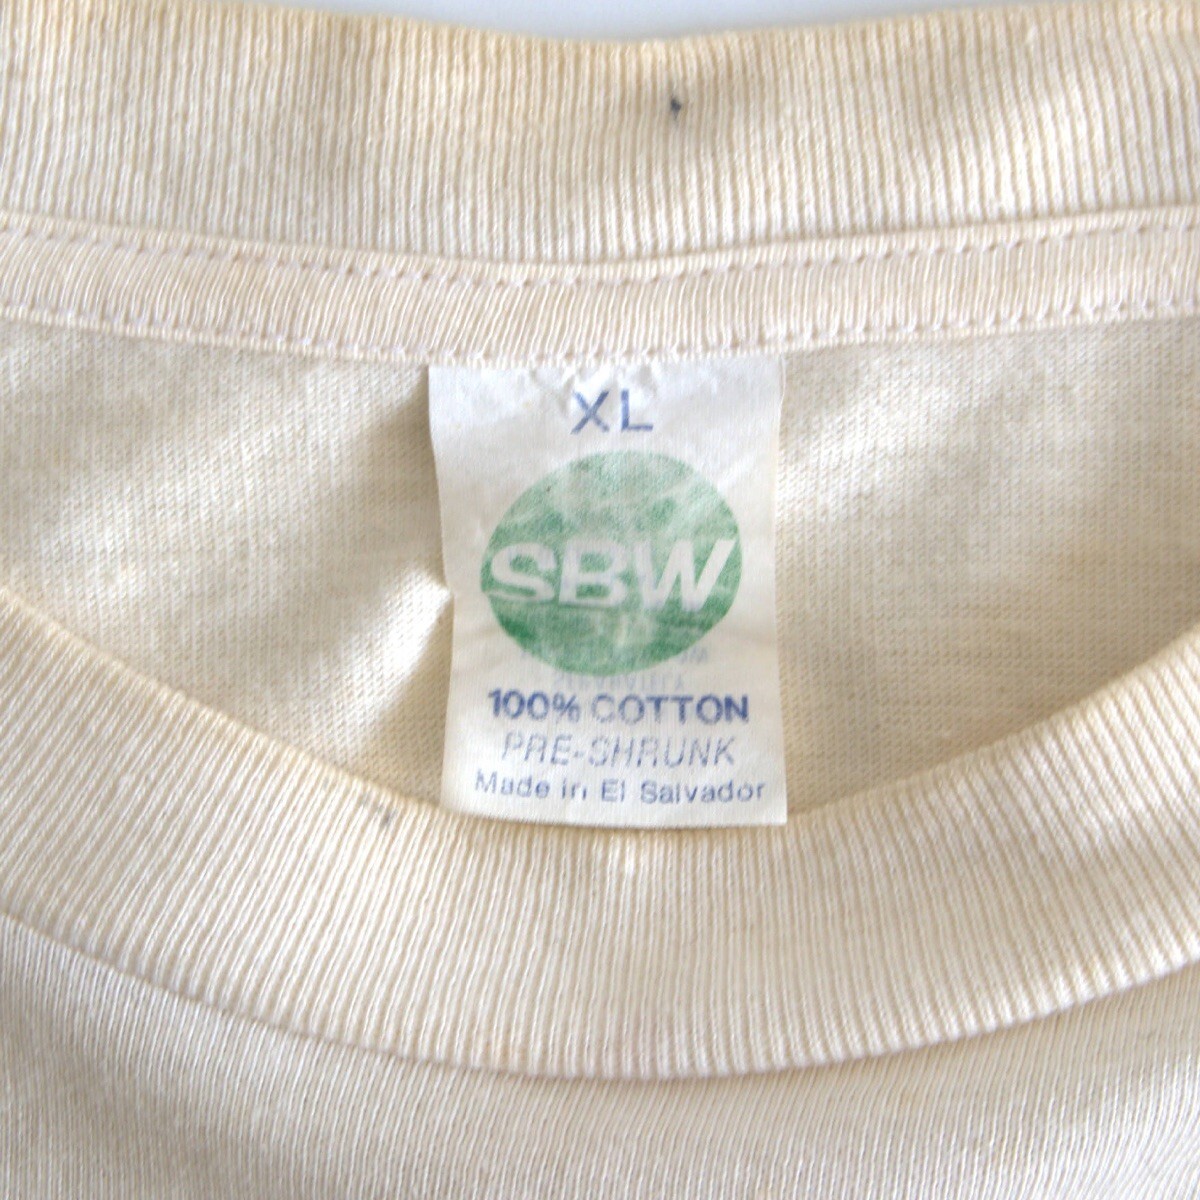 XL
SBW
100% COTTON
PRE-SHRUNK
Made in El Salvador